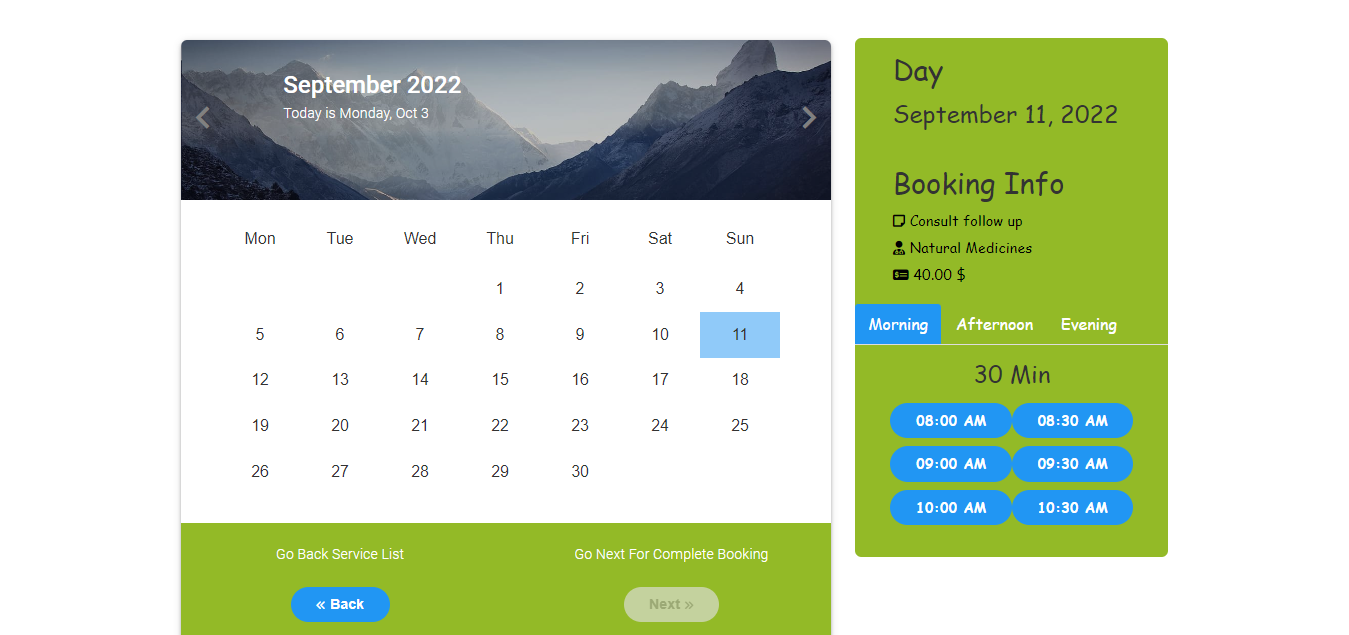 September 2022
Today is Monday, Oct 3
Mon Tue Wed Thu Fri Sat Sun
1 2 3 4
5 6 7 8 9 10 11
12 13 14 15 16 17 18
19 20 21 22 23 24 25
26 27 28 29 30
Go Back Service List Go Next For Complete Booking
« Back Next »
Day
September 11, 2022
Booking Info
Consult follow up
Natural Medicines
40.00 $
Morning Afternoon Evening
30 Min
08:00 AM 08:30 AM
09:00 AM 09:30 AM
10:00 AM 10:30 AM